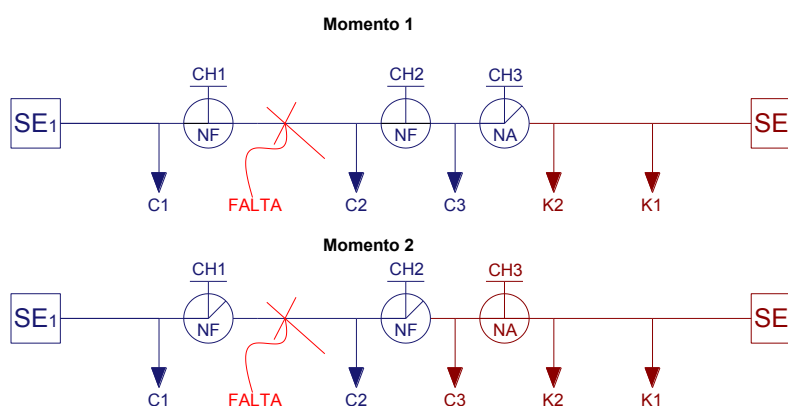 Momento 1
CH1 CH2 CH3
SE1 NF NF NA SE
C1 FALTA C2 C3 K2 K1
Momento 2
CH1 CH2 CH3
SE1 NF NF NA SE
C1 FALTA C2 C3 K2 K1